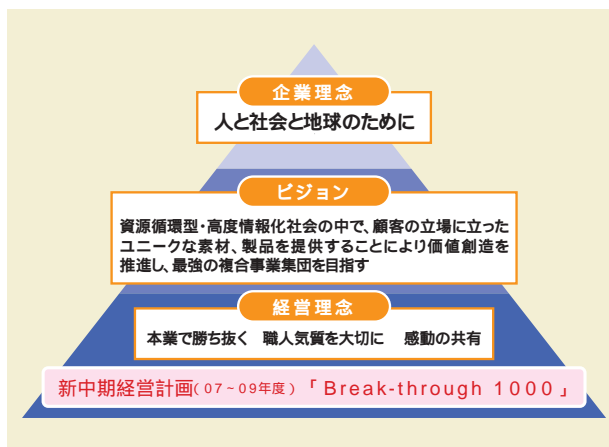 企業理念
人と社会と地球のために
ビジョン
資源循環型・高度情報化社会の中で、顧客の立場に立った
ユニークな素材、製品を提供することにより価値創造を
推進し、最強の複合事業集団を目指す
経営理念
本業で勝ち抜く 職人気質を大切に 感動の共有
新中期経営計画(07~09年度)「Break-through 1000」